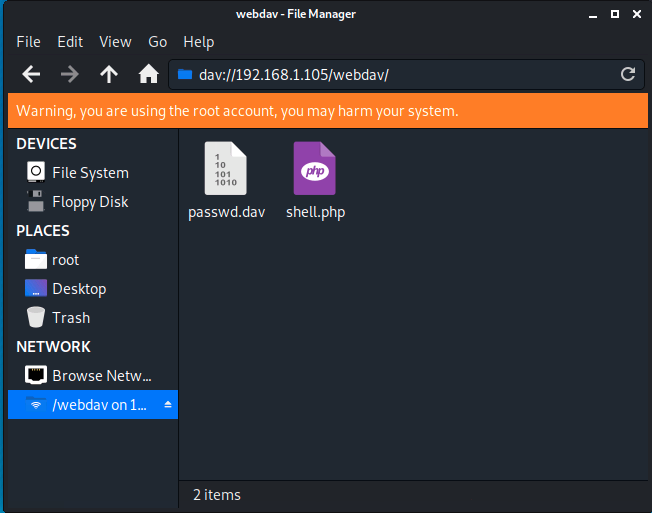 webdav - File Manager
File Edit View Go Help
dav://192.168.1.105/webdav/
Warning, you are using the root account, you may harm your system.
DEVICES
File System
Floppy Disk
PLACES
root
Desktop
Trash
NETWORK
Browse Netw...
/webdav on 1...
1
10
101
1010
passwd.dav
php
shell.php
2 items